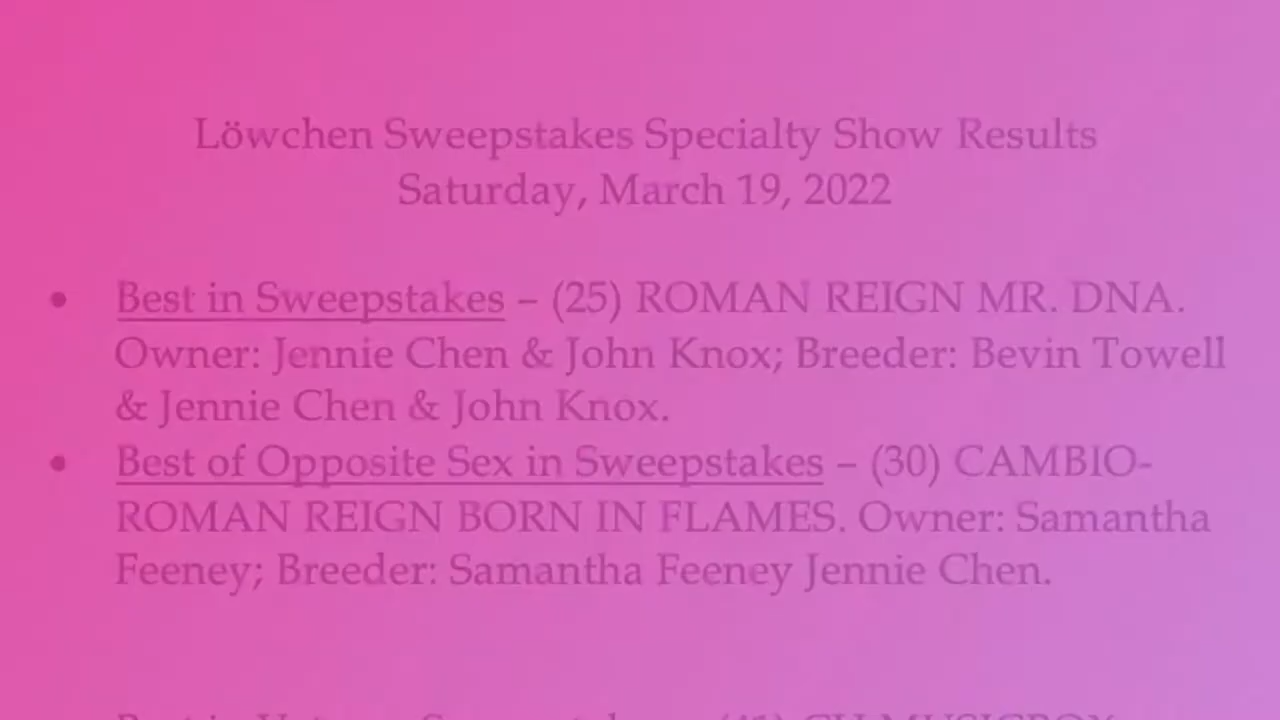 Löwchen Sweepstakes Specialty Show Results
Saturday, March 19, 2022
• Best in Sweepstakes – (25) ROMAN REIGN MR. DNA.
Owner: Jennie Chen & John Knox; Breeder: Bevin Towell
& Jennie Chen & John Knox.
• Best of Opposite Sex in Sweepstakes – (30) CAMBIO-
ROMAN REIGN BORN IN FLAMES. Owner: Samantha
Feeney; Breeder: Samantha Feeney Jennie Chen.